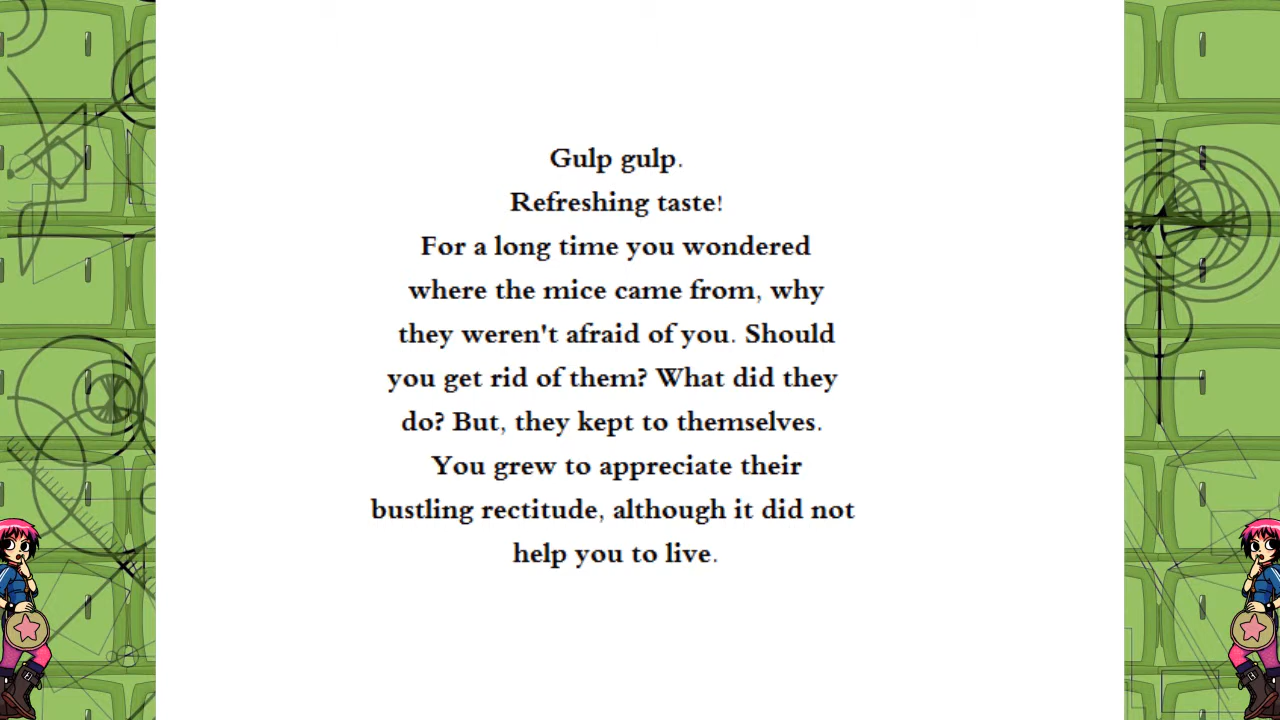 Gulp gulp.
Refreshing taste!
For a long time you wondered
where the mice came from, why
they weren't afraid of you. Should
you get rid of them? What did they
do? But, they kept to themselves.
You grew to appreciate their
bustling rectitude, although it did not
help you to live.